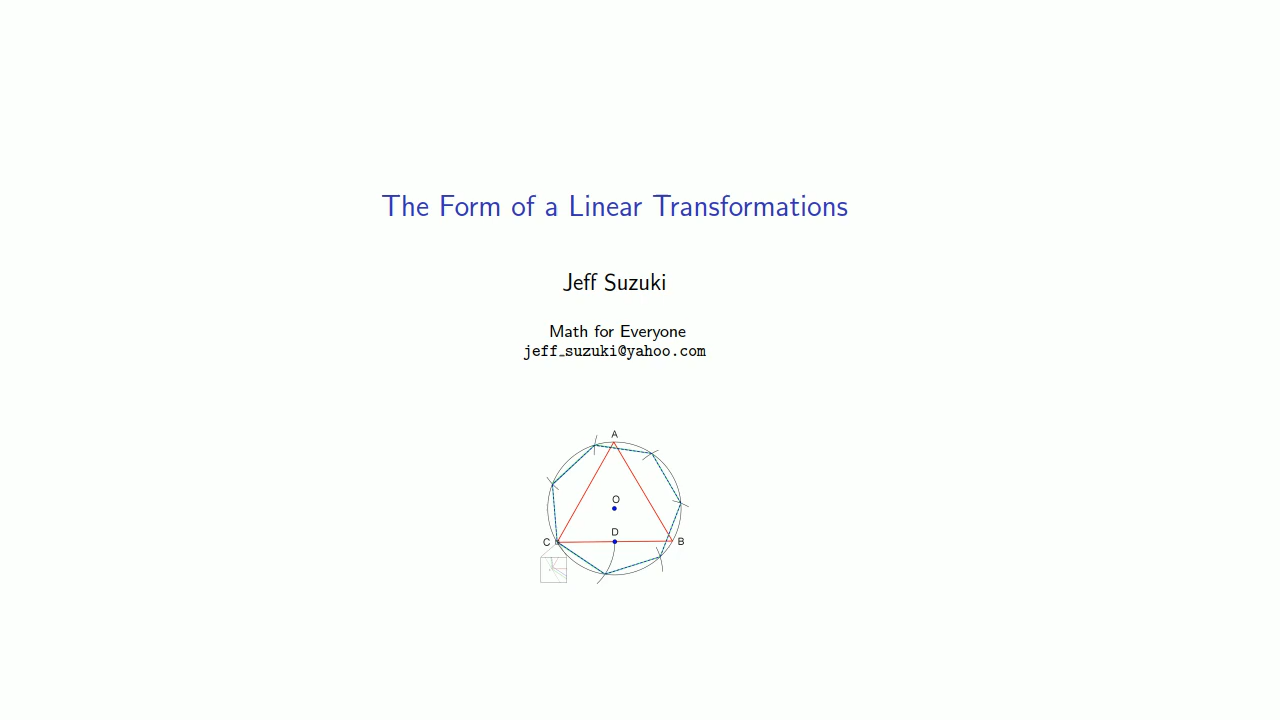 The Form of a Linear Transformations
Jeff Suzuki
Math for Everyone
jeff_suzuki@yahoo.com
A
O
D
C
B